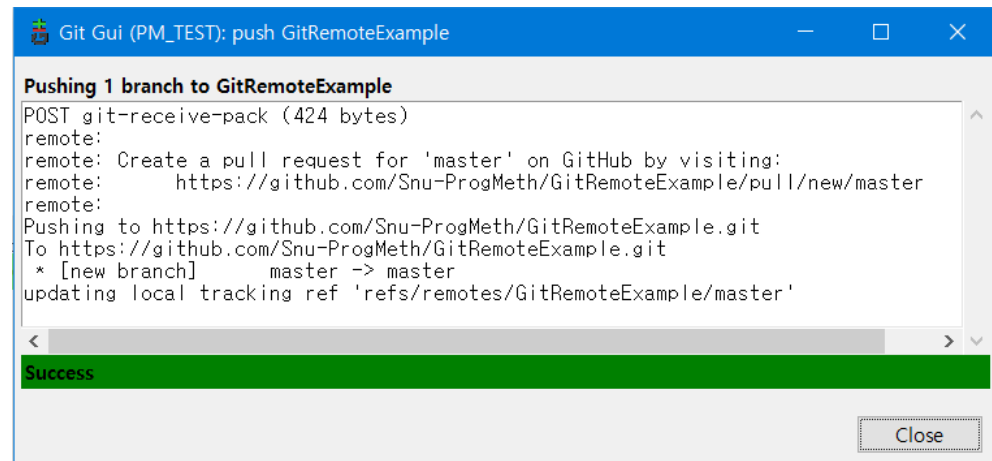 Git Gui (PM_TEST): push GitRemoteExample
Pushing 1 branch to GitRemoteExample
POST git-receive-pack (424 bytes)
remote:
remote: Create a pull request for 'master' on GitHub by visiting:
remote:      https://github.com/Snu-ProgMeth/GitRemoteExample/pull/new/master
remote:
Pushing to https://github.com/Snu-ProgMeth/GitRemoteExample.git
To https://github.com/Snu-ProgMeth/GitRemoteExample.git
 * [new branch]      master -> master
updating local tracking ref 'refs/remotes/GitRemoteExample/master'
Success
Close